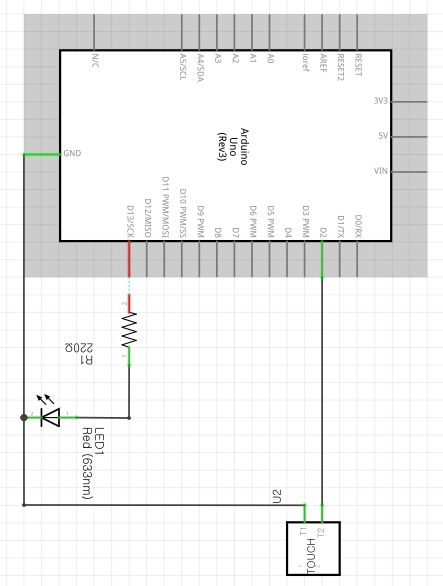 N/C
A5/SCL
A4/SDA
A3
A2
A1
A0
ioref
AREF
RESET2
RESET
3V3
5V
VIN
GND
Arduino
Uno
(Rev3)
D13/SCK
D12/MISO
D11 PWM/MOSI
D10 PWM/SS
D9 PWM
D8
D7
D6 PWM
D5 PWM
D4
D3 PWM
D2
D1/TX
D0/RX
2
1
R1
220Ω
LED1
Red (633nm)
U2
T1
T2
TOUCH